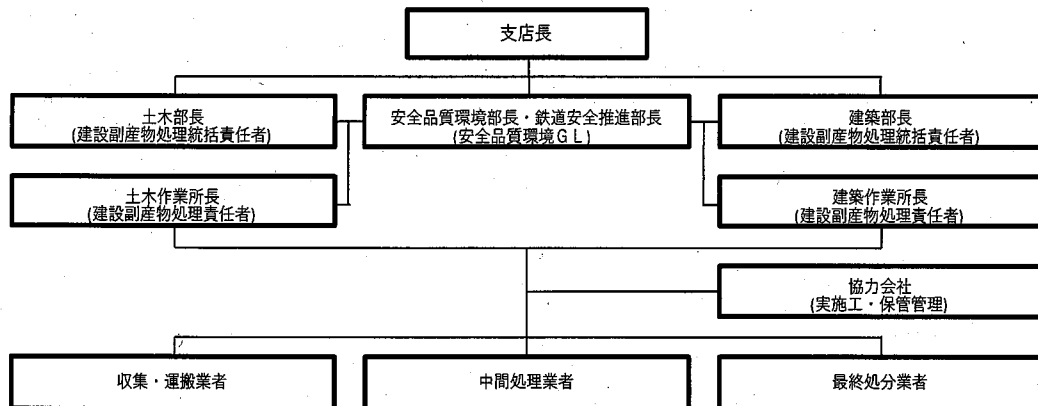 支店長
土木部長
(建設副産物処理統括責任者)
安全品質環境部長・鉄道安全推進部長
(安全品質環境GL)
建築部長
(建設副産物処理統括責任者)
土木作業所長
(建設副産物処理責任者)
建築作業所長
(建設副産物処理責任者)
協力会社
(実施工・保管管理)
収集・運搬業者
中間処理業者
最終処分業者